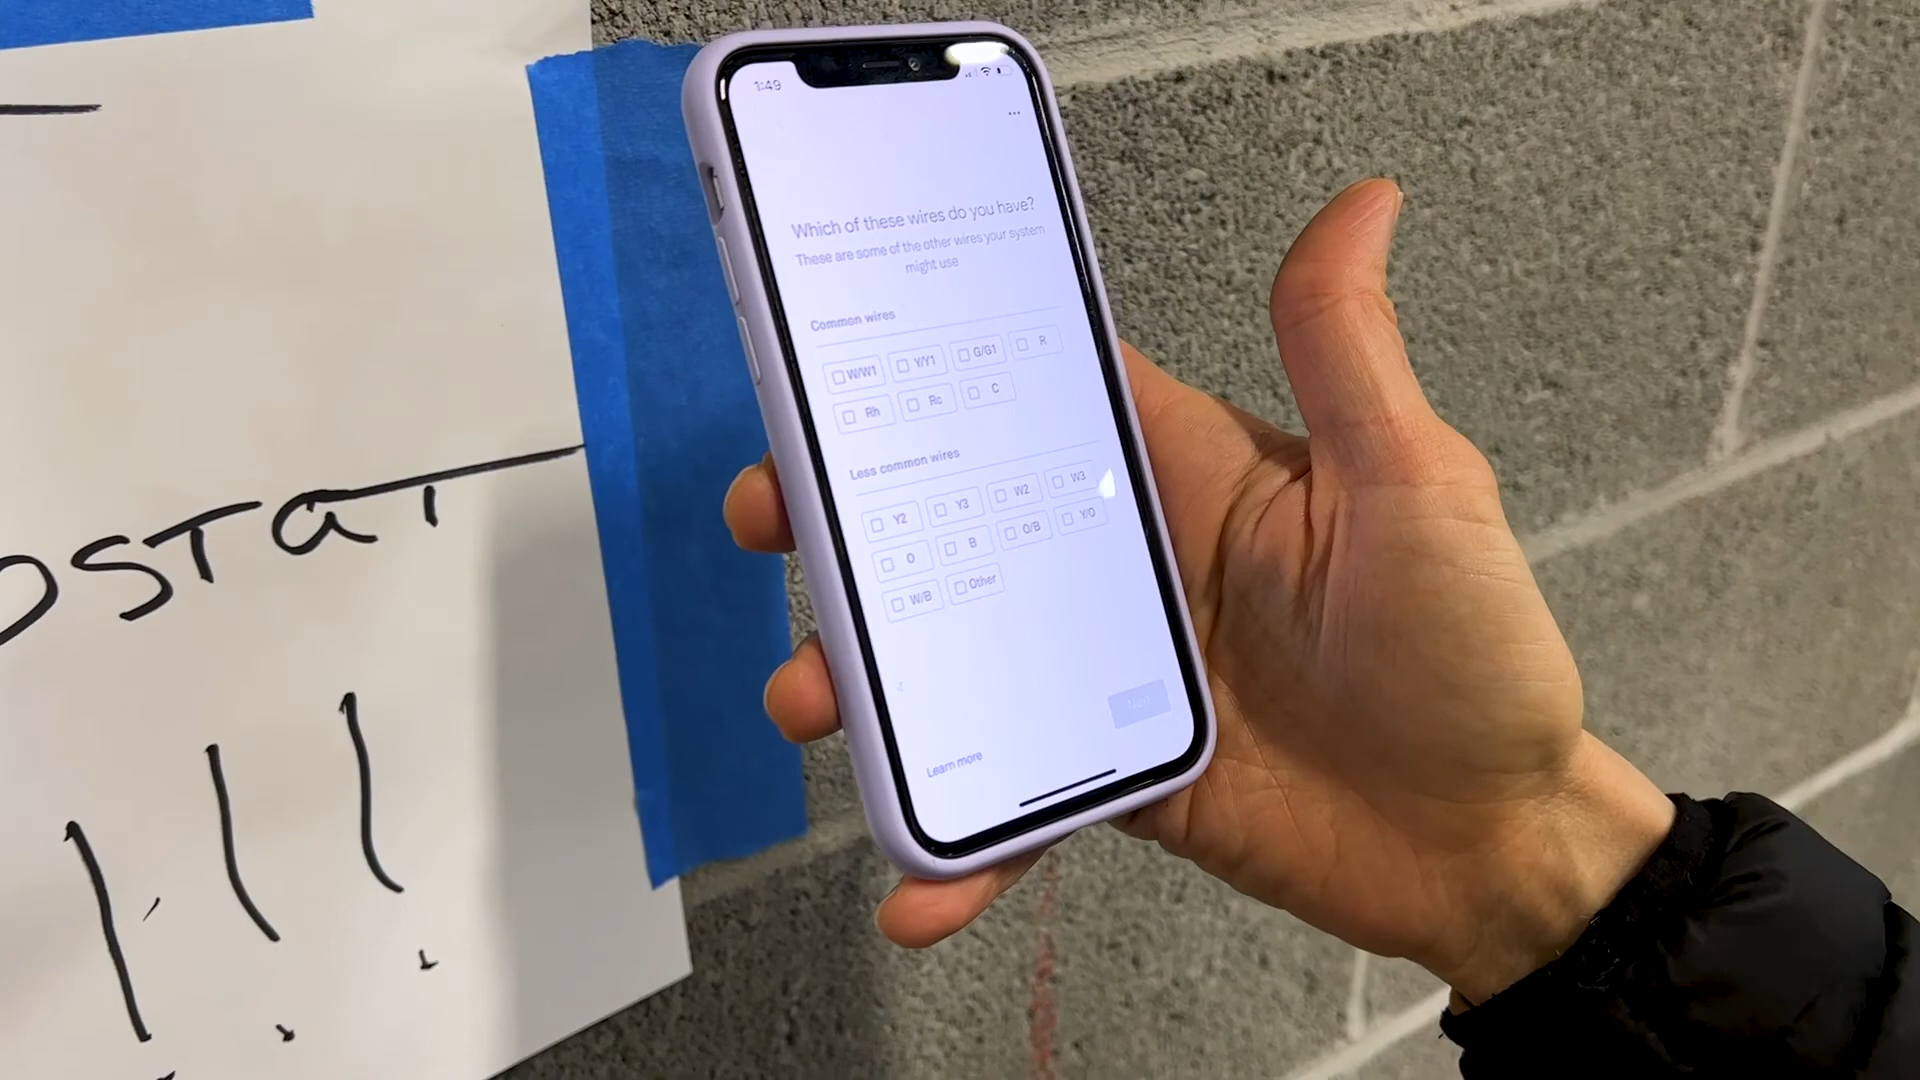 OSTAT
! ! !
1:49
...
Which of these wires do you have?
These are some of the other wires your system
might use
Common wires
W/W1 Y/Y1 G/G1 R
Rh Rc C
Less common wires
Y2 Y3 W2 W3
O B O/B Y/O
W/B Other
Next
Learn more